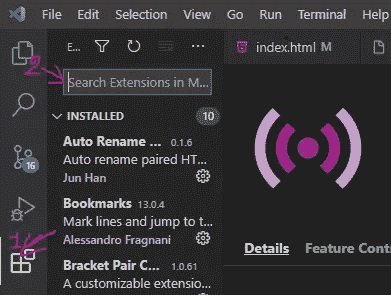 File Edit Selection View Go Run Terminal Help
E...
index.html M
2
Search Extensions in M...
INSTALLED 10
Auto Rename ... 0.1.6
Auto rename paired HT...
Jun Han
16
Bookmarks 13.0.4
Mark lines and jump to t...
Alessandro Fragnani
1
Bracket Pair C... 1.0.61
A customizable extensio...
Details Feature Contri